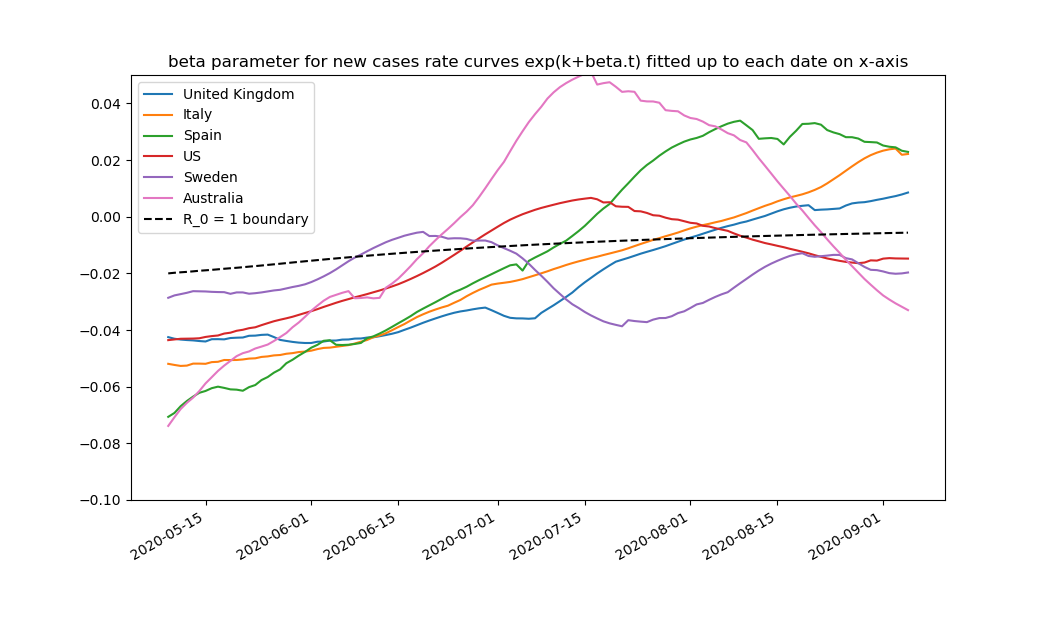 beta parameter for new cases rate curves exp(k+beta.t) fitted up to each date on x-axis
United Kingdom
Italy
Spain
US
Sweden
Australia
R_0 = 1 boundary
0.04
0.02
0.00
−0.02
−0.04
−0.06
−0.08
−0.10
2020-05-15
2020-06-01
2020-06-15
2020-07-01
2020-07-15
2020-08-01
2020-08-15
2020-09-01